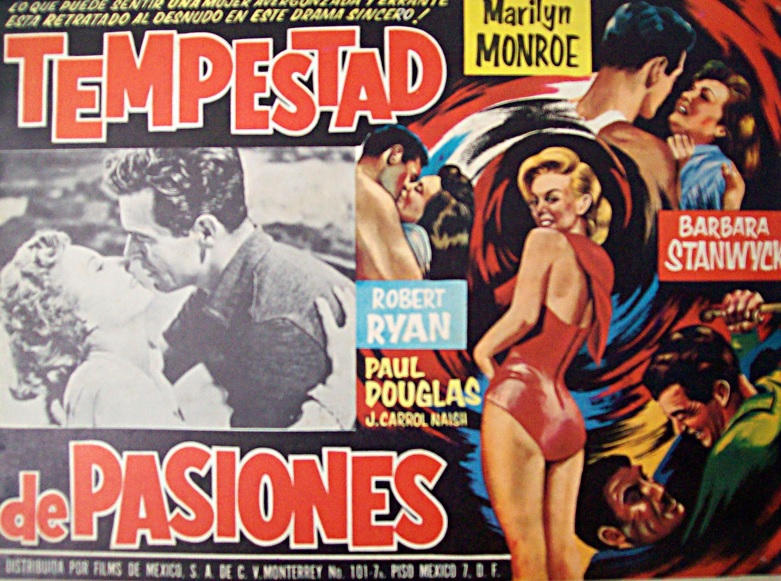 ¡LO QUE PUEDE SENTIR UNA MUJER AVERGONZADA Y ERRANTE
ESTA RETRATADO AL DESNUDO EN ESTE DRAMA SINCERO!
TEMPESTAD
de PASIONES
Marilyn
MONROE
BARBARA
STANWYCK
ROBERT
RYAN
PAUL
DOUGLAS
J. CARROL NAISH
DISTRIBUIDA POR FILMS DE MEXICO, S. A. DE C. V. MONTERREY No. 101-7o. PISO MEXICO 7, D. F.